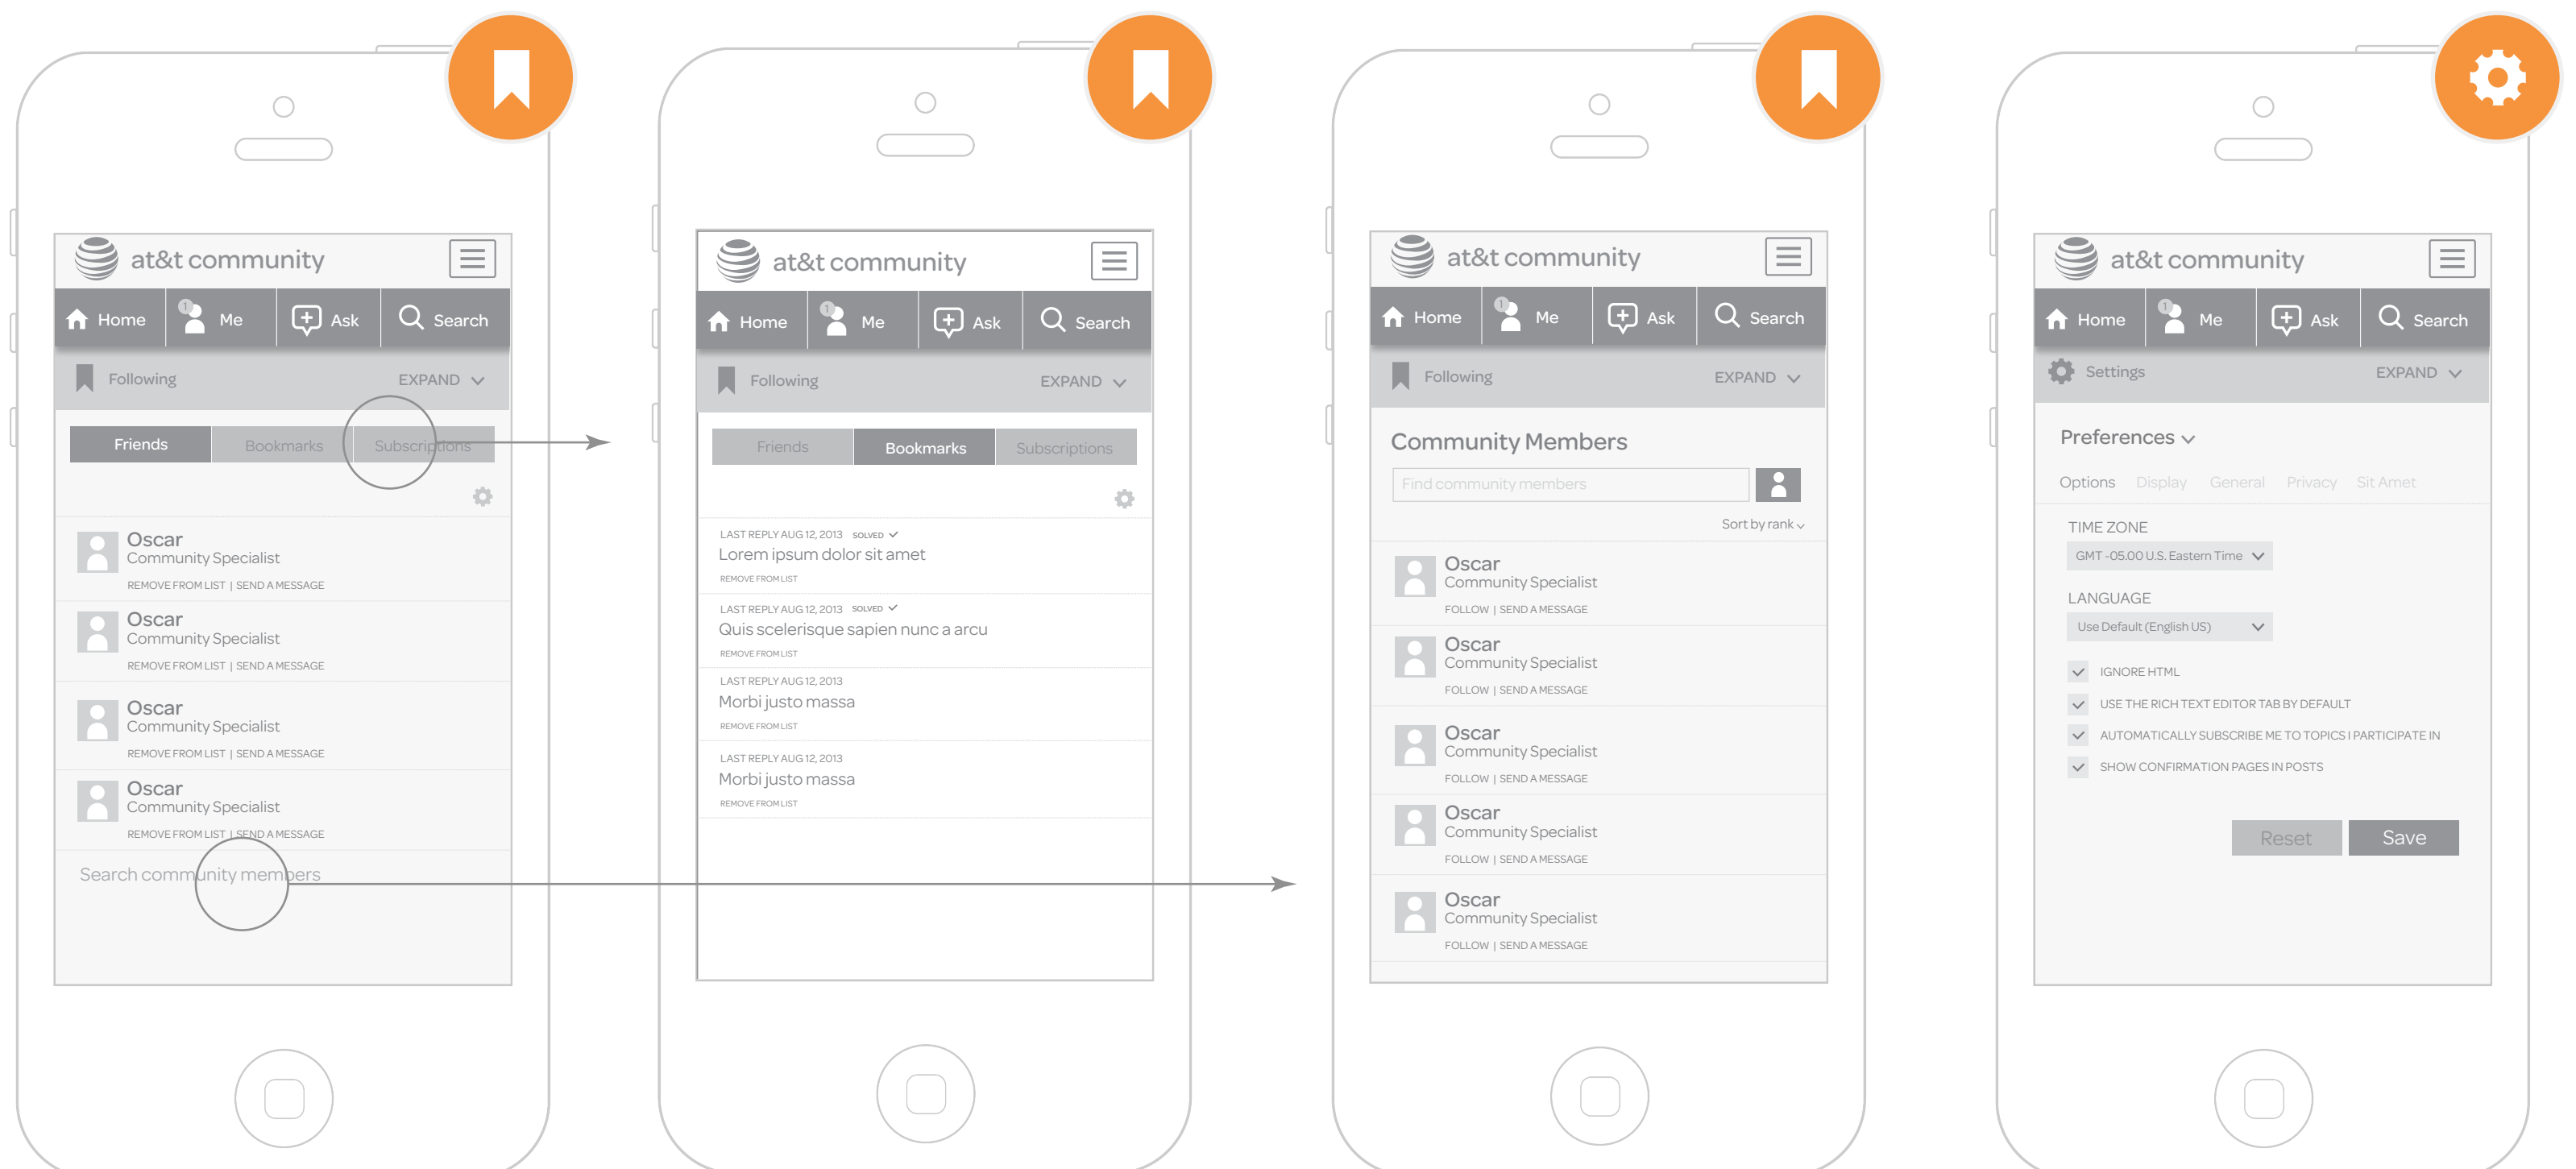 at&t community
1
Home Me Ask Search
Following EXPAND
Friends Bookmarks Subscriptions
Oscar
Community Specialist
REMOVE FROM LIST | SEND A MESSAGE
Oscar
Community Specialist
REMOVE FROM LIST | SEND A MESSAGE
Oscar
Community Specialist
REMOVE FROM LIST | SEND A MESSAGE
Oscar
Community Specialist
REMOVE FROM LIST | SEND A MESSAGE
Search community members
at&t community
1
Home Me Ask Search
Following EXPAND
Friends Bookmarks Subscriptions
LAST REPLY AUG 12, 2013 SOLVED
Lorem ipsum dolor sit amet
REMOVE FROM LIST
LAST REPLY AUG 12, 2013 SOLVED
Quis scelerisque sapien nunc a arcu
REMOVE FROM LIST
LAST REPLY AUG 12, 2013
Morbi justo massa
REMOVE FROM LIST
LAST REPLY AUG 12, 2013
Morbi justo massa
REMOVE FROM LIST
at&t community
1
Home Me Ask Search
Following EXPAND
Community Members
Find community members
Sort by rank
Oscar
Community Specialist
FOLLOW | SEND A MESSAGE
Oscar
Community Specialist
FOLLOW | SEND A MESSAGE
Oscar
Community Specialist
FOLLOW | SEND A MESSAGE
Oscar
Community Specialist
FOLLOW | SEND A MESSAGE
Oscar
Community Specialist
FOLLOW | SEND A MESSAGE
at&t community
1
Home Me Ask Search
Settings EXPAND
Preferences
Options Display General Privacy Sit Amet
TIME ZONE
GMT -05.00 U.S. Eastern Time
LANGUAGE
Use Default (English US)
IGNORE HTML
USE THE RICH TEXT EDITOR TAB BY DEFAULT
AUTOMATICALLY SUBSCRIBE ME TO TOPICS I PARTICIPATE IN
SHOW CONFIRMATION PAGES IN POSTS
Reset Save